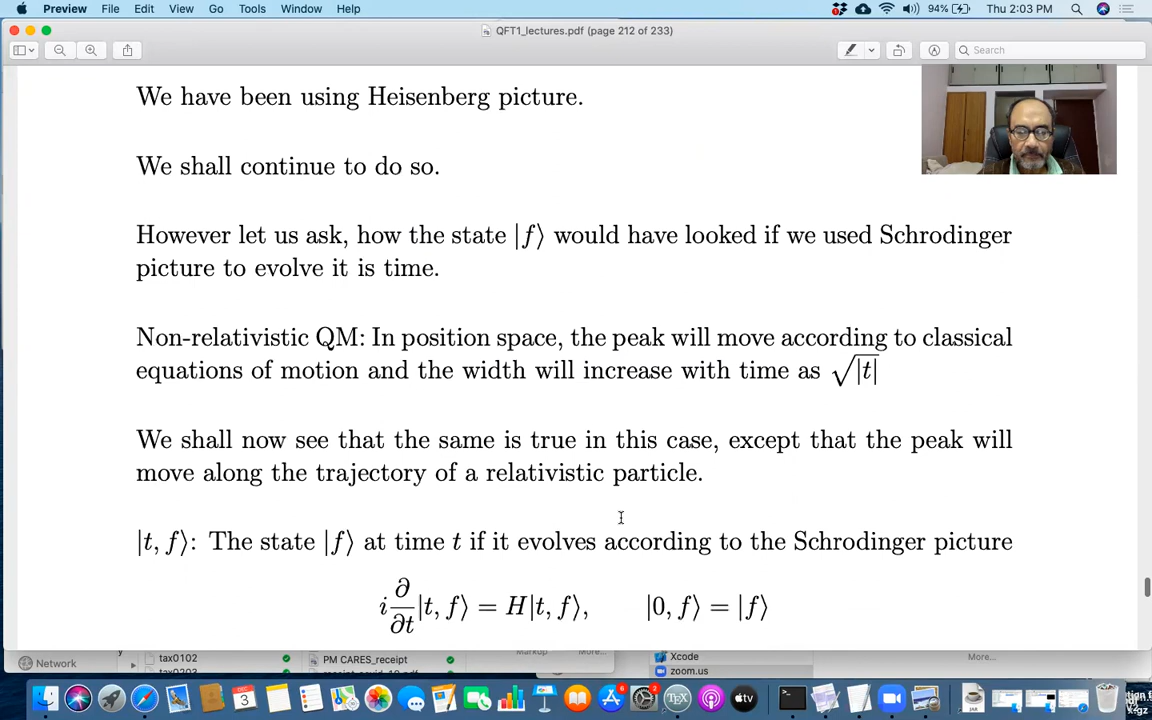 Preview File Edit View Go Tools Window Help 94% Thu 2:03 PM
QFT1_lectures.pdf (page 212 of 233)
Search
We have been using Heisenberg picture.
We shall continue to do so.
However let us ask, how the state |f⟩ would have looked if we used Schrodinger
picture to evolve it is time.
Non-relativistic QM: In position space, the peak will move according to classical
equations of motion and the width will increase with time as √|t|
We shall now see that the same is true in this case, except that the peak will
move along the trajectory of a relativistic particle.
|t, f⟩: The state |f⟩ at time t if it evolves according to the Schrodinger picture
i ∂/∂t |t, f⟩ = H|t, f⟩, |0, f⟩ = |f⟩
Network tax0102 PM CARES_receipt Markup Xcode More...
zoom.us